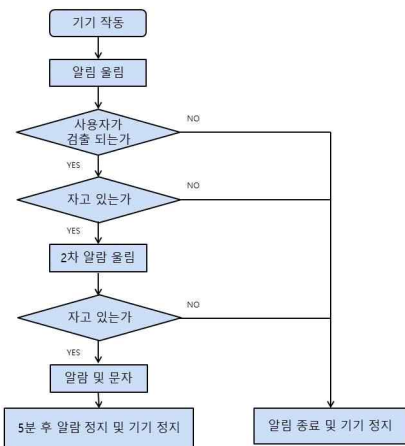 기기 작동
알림 울림
사용자가
검출 되는가
NO
YES
자고 있는가
NO
YES
2차 알람 울림
자고 있는가
NO
YES
알람 및 문자
5분 후 알람 정지 및 기기 정지
알림 종료 및 기기 정지